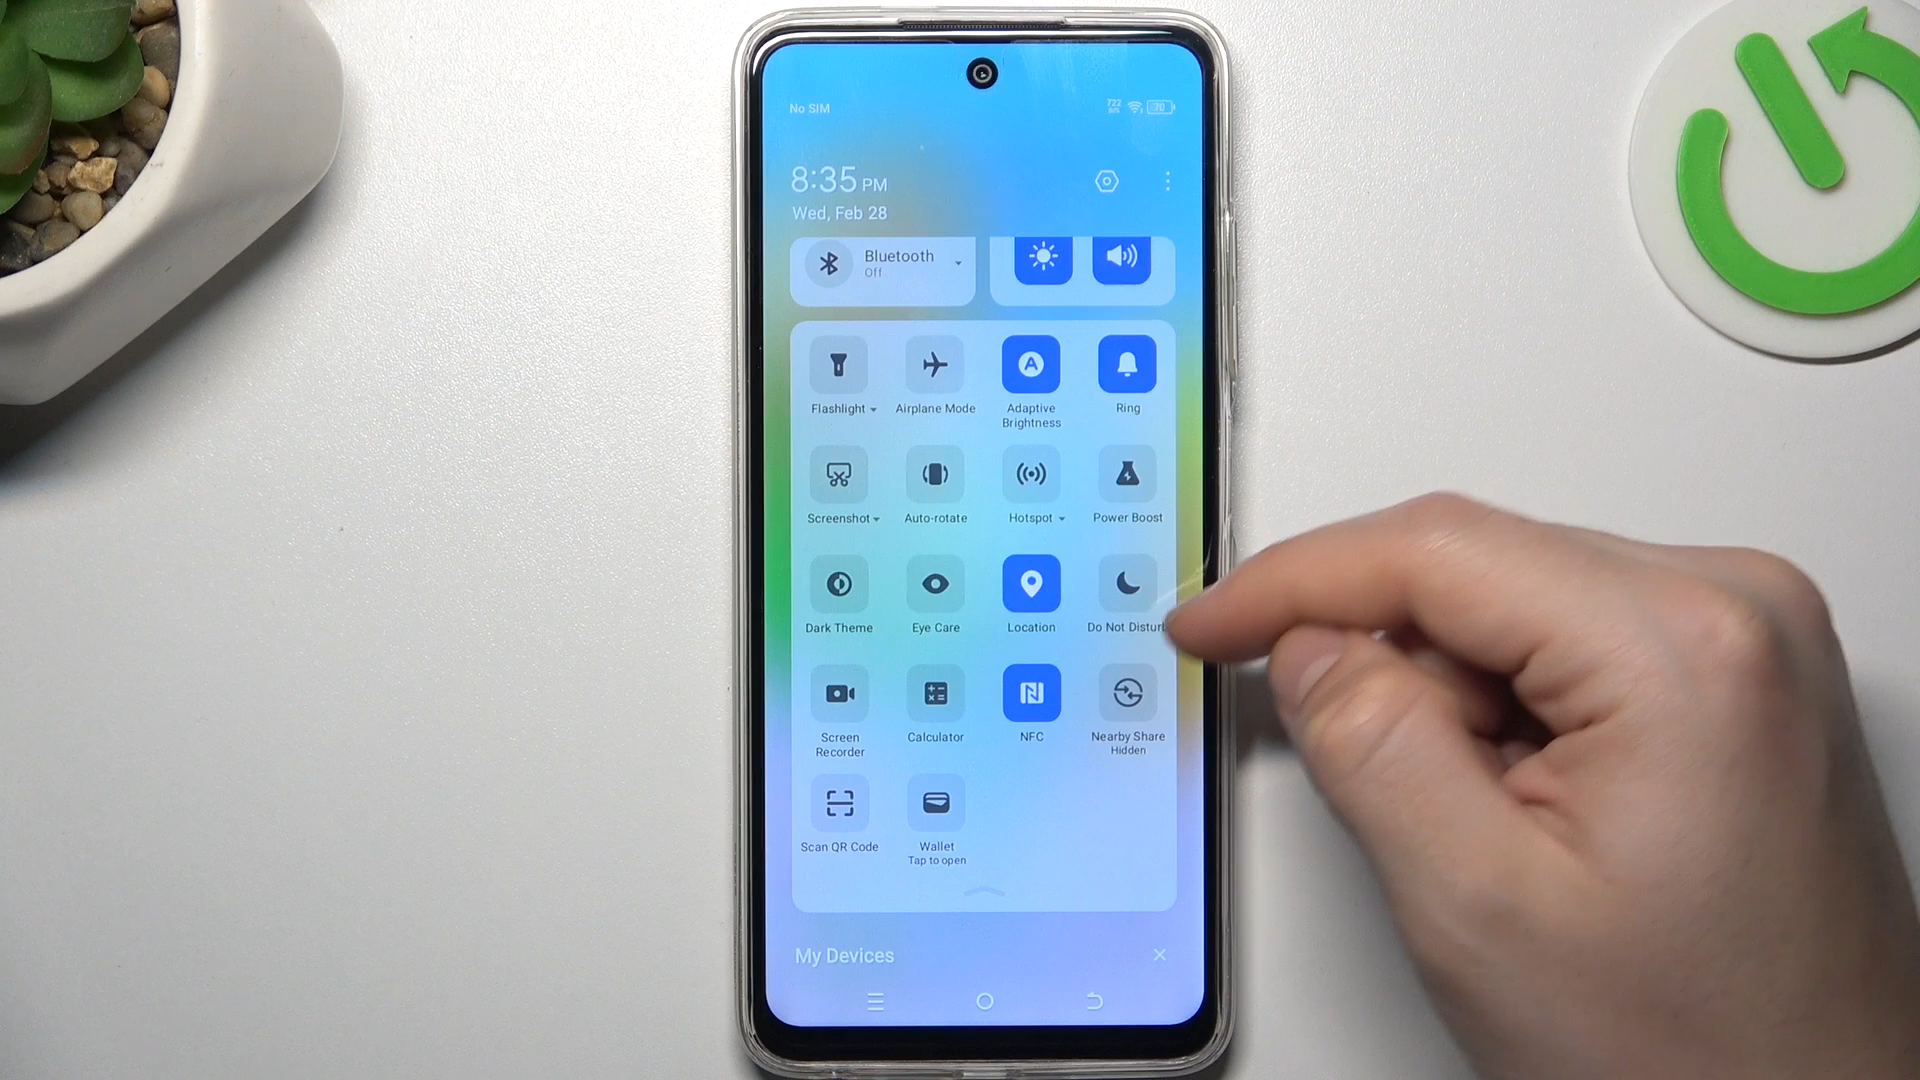 No SIM
722
20
8:35 PM
Wed, Feb 28
Bluetooth
Off
Flashlight
Airplane Mode
Adaptive
Brightness
Ring
Screenshot
Auto-rotate
Hotspot
Power Boost
Dark Theme
Eye Care
Location
Do Not Disturb
Screen
Recorder
Calculator
NFC
Nearby Share
Hidden
Scan QR Code
Wallet
Tap to open
My Devices